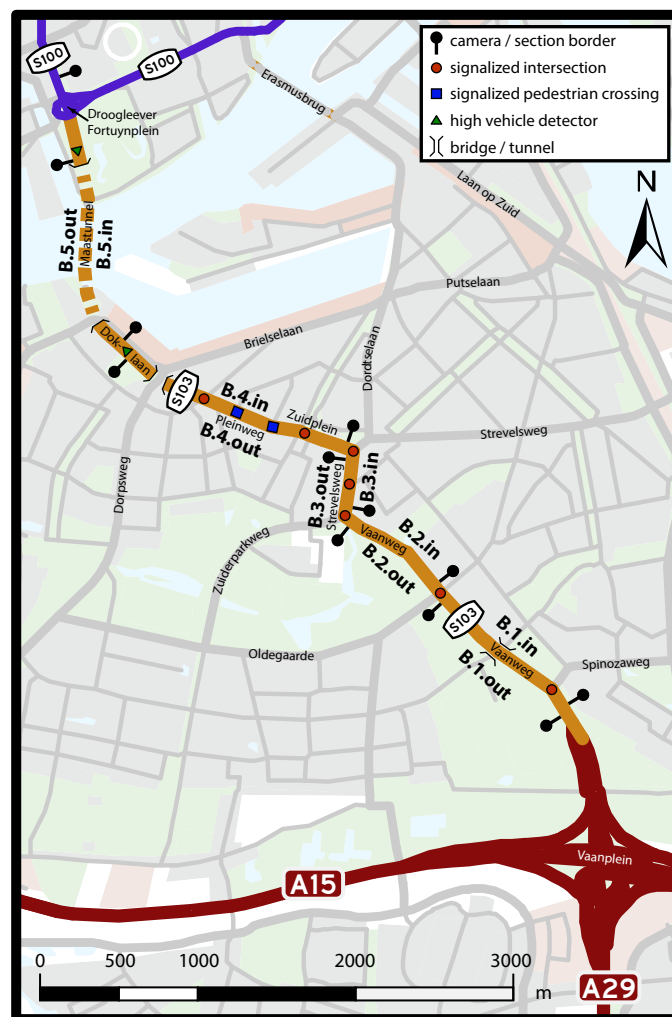 camera / section border
signalized intersection
signalized pedestrian crossing
high vehicle detector
bridge / tunnel
N
S100
S100
Droogleever
Fortuynplein
Erasmusbrug
Laan op Zuid
B.5.out
Maastunnel
B.5.in
Putselaan
Brielselaan
Dordtselaan
Dok-
laan
S103
B.4.in
Zuidplein
Pleinweg
B.4.out
Strevelsweg
Dorpsweg
B.3.out
Strevelsweg
B.3.in
Zuiderparkweg
Vaanweg
B.2.in
B.2.out
S103
B.1.in
Vaanweg
B.1.out
Oldegaarde
Spinozaweg
Vaanplein
A15
A29
0
500
1000
2000
3000
m